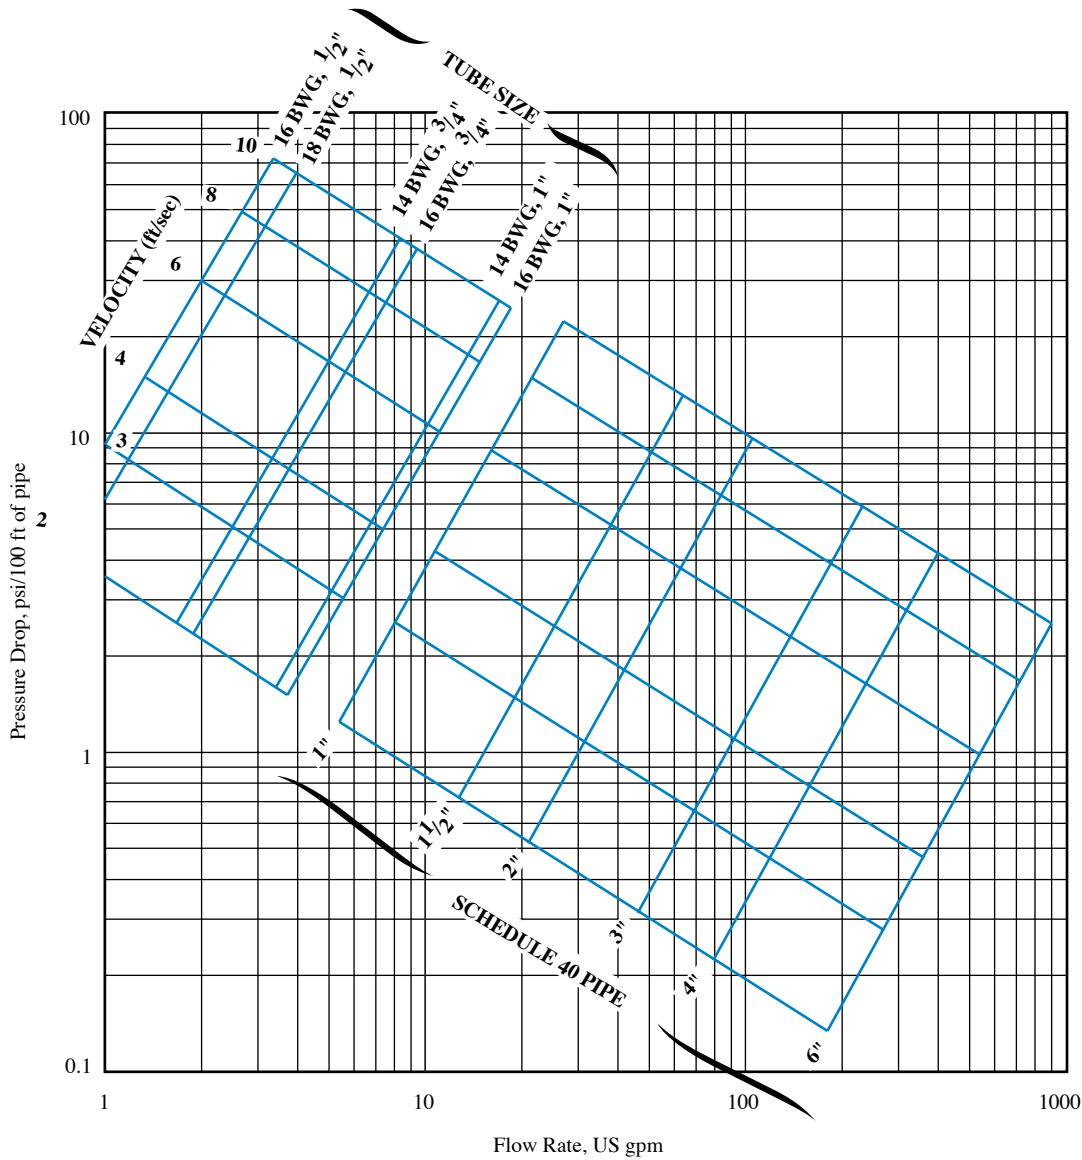 TUBE SIZE
16 BWG, 1/2"
18 BWG, 1/2"
14 BWG, 3/4"
16 BWG, 3/4"
14 BWG, 1"
16 BWG, 1"
VELOCITY (ft/sec)
10
8
6
4
3
2
Pressure Drop, psi/100 ft of pipe
100
10
1
0.1
1"
1 1/2"
2"
3"
4"
6"
SCHEDULE 40 PIPE
1
10
100
1000
Flow Rate, US gpm